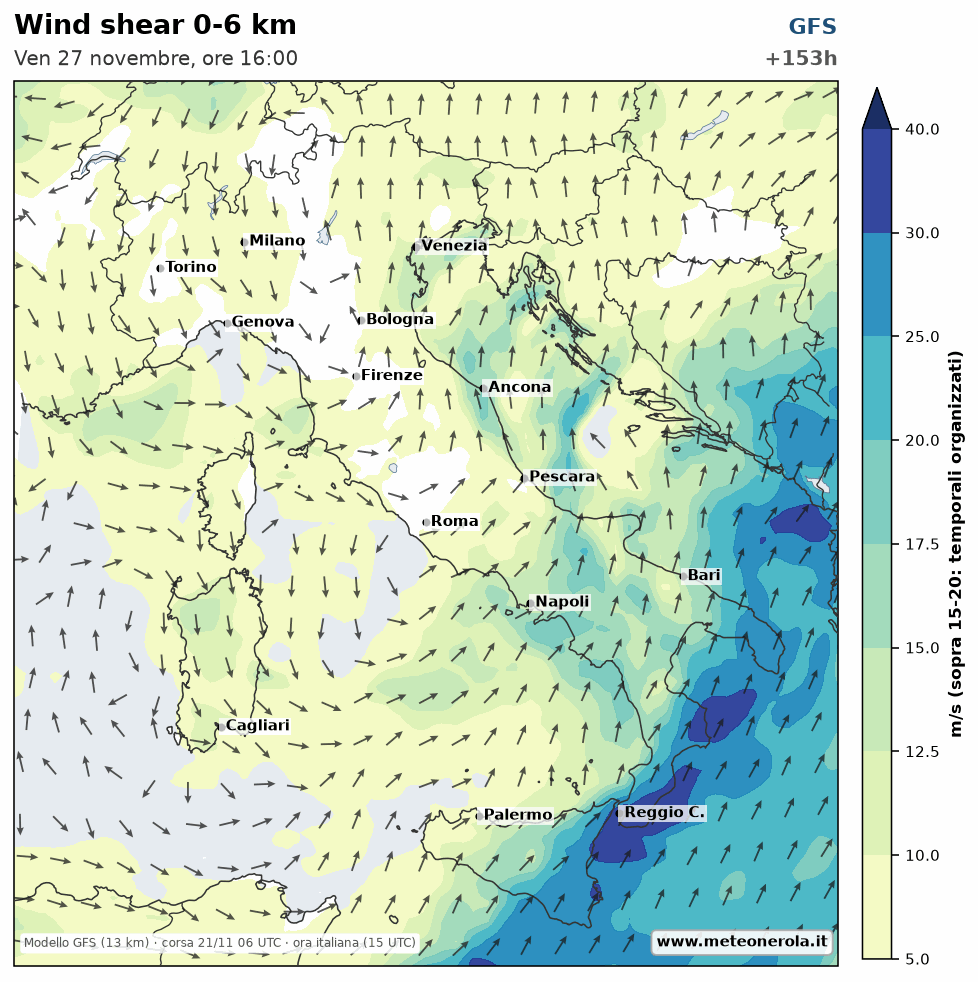 Wind shear 0-6 km
GFS
Ven 27 novembre, ore 16:00
+153h
40.0
30.0
25.0
20.0
17.5
15.0
12.5
10.0
5.0
m/s (sopra 15-20: temporali organizzati)
Milano
Venezia
Torino
Genova
Bologna
Firenze
Ancona
Pescara
Roma
Bari
Napoli
Cagliari
Palermo
Reggio C.
Modello GFS (13 km) · corsa 21/11 06 UTC · ora italiana (15 UTC)
www.meteonerola.it